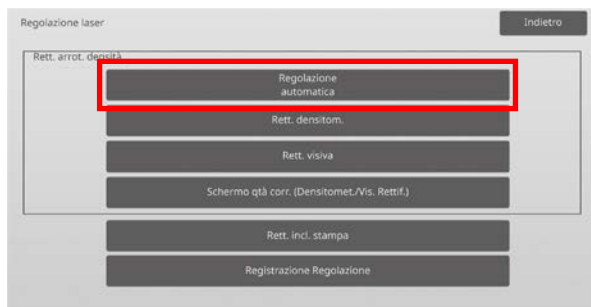 Regolazione laser
Indietro
Rett. arrot. densità
Regolazione
automatica
Rett. densitom.
Rett. visiva
Schermo qtà corr. (Densitomet./Vis. Rettif.)
Rett. incl. stampa
Registrazione Regolazione